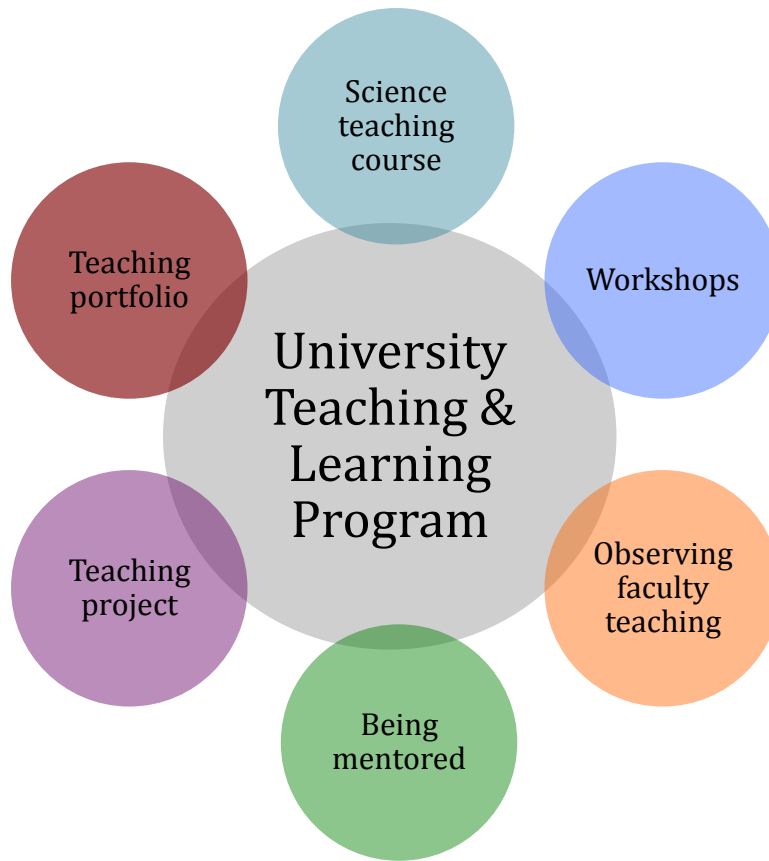 Science
teaching
course
Teaching
portfolio
Workshops
University
Teaching &
Learning
Program
Teaching
project
Observing
faculty
teaching
Being
mentored